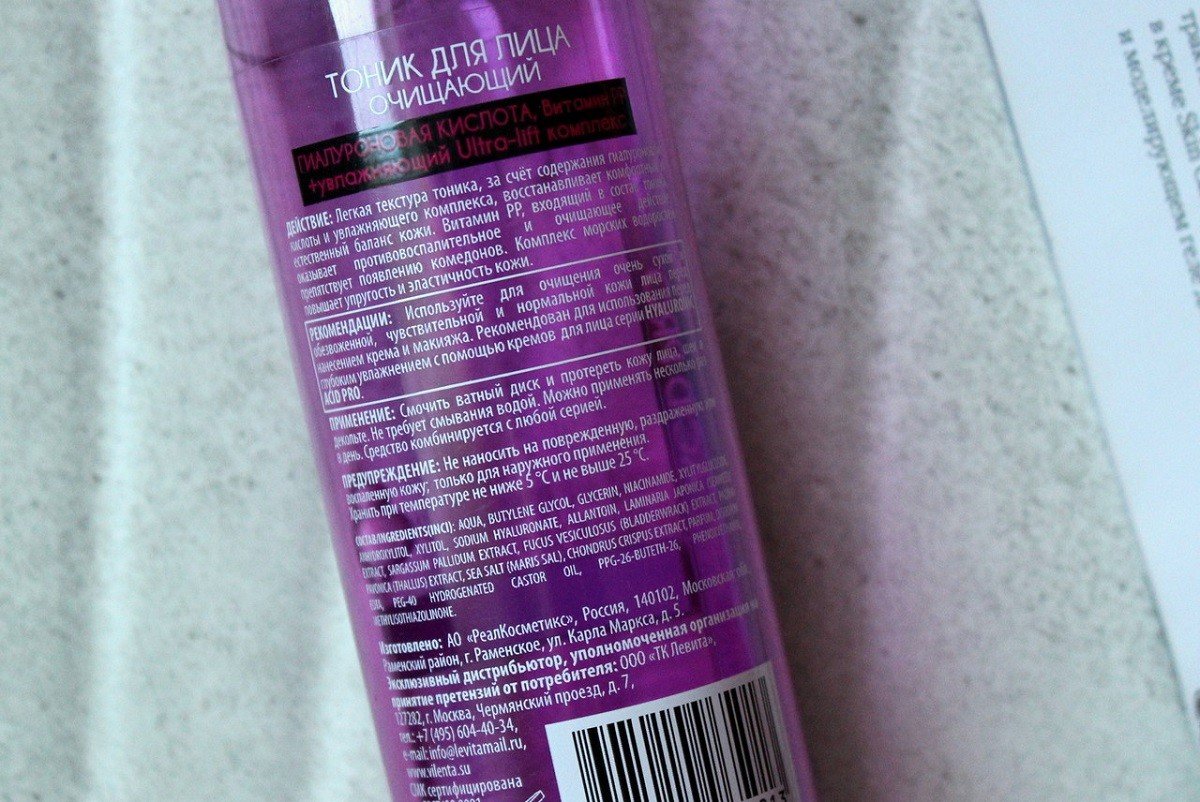 ТОНИК ДЛЯ ЛИЦА
ОЧИЩАЮЩИЙ
ГИАЛУРОНОВАЯ КИСЛОТА, Витамин PP
+увлажняющий Ultra-lift комплекс
ДЕЙСТВИЕ: Легкая текстура тоника, за счёт содержания
кислоты и увлажняющего комплекса, восстанавливает
естественный баланс кожи. Витамин PP, входящий в состав
оказывает противовоспалительное и очищающее
препятствует появлению комедонов. Комплекс морских
повышает упругость и эластичность кожи.
РЕКОМЕНДАЦИИ: Используйте для очищения очень сухой,
обезвоженной, чувствительной и нормальной кожи лица перед
нанесением крема и макияжа. Рекомендован для использования перед
глубоким увлажнением с помощью кремов для лица серии HYALURONIC
ACID PRO.
ПРИМЕНЕНИЕ: Смочить ватный диск и протереть кожу лица, шеи и
декольте. Не требует смывания водой. Можно применять несколько раз
в день. Средство комбинируется с любой серией.
ПРЕДУПРЕЖДЕНИЕ: Не наносить на поврежденную, раздраженную или
воспаленную кожу; только для наружного применения.
Хранить при температуре не ниже 5 °C и не выше 25 °C.
СОСТАВ/INGREDIENTS(INCI): AQUA, BUTYLENE GLYCOL, GLYCERIN, NIACINAMIDE,
ANHYDROXYLITOL, XYLITOL, SODIUM HYALURONATE, ALLANTOIN, LAMINARIA JAPONICA
EXTRACT, SARGASSUM PALLIDUM EXTRACT, FUCUS VESICULOSUS (BLADDERWRACK) EXTRACT,
PAVONICA (THALLUS) EXTRACT, SEA SALT (MARIS SAL), CHONDRUS CRISPUS EXTRACT, PARFUM,
EDTA, PEG-40 HYDROGENATED CASTOR OIL, PPG-26-BUTETH-26,
METHYLISOTHIAZOLINONE.
Изготовлено: АО «РеалКосметикс», Россия, 140102, Московская обл.,
Раменский район, г. Раменское, ул. Карла Маркса, д. 5.
Эксклюзивный дистрибьютор, уполномоченная организация на
принятие претензий от потребителя: ООО «ТК Левита»,
127282, г. Москва, Чермянский проезд, д. 7,
тел.: +7 (495) 604-40-34,
e-mail: info@levitamail.ru,
www.vilenta.su
СМК сертифицирована
в креме Skin
и моделирующем